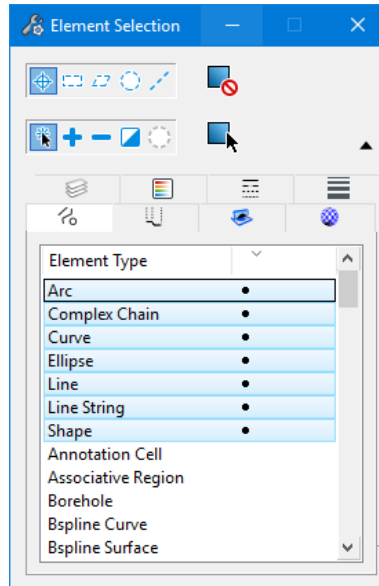 Element Selection
Element Type
Arc
Complex Chain
Curve
Ellipse
Line
Line String
Shape
Annotation Cell
Associative Region
Borehole
Bspline Curve
Bspline Surface